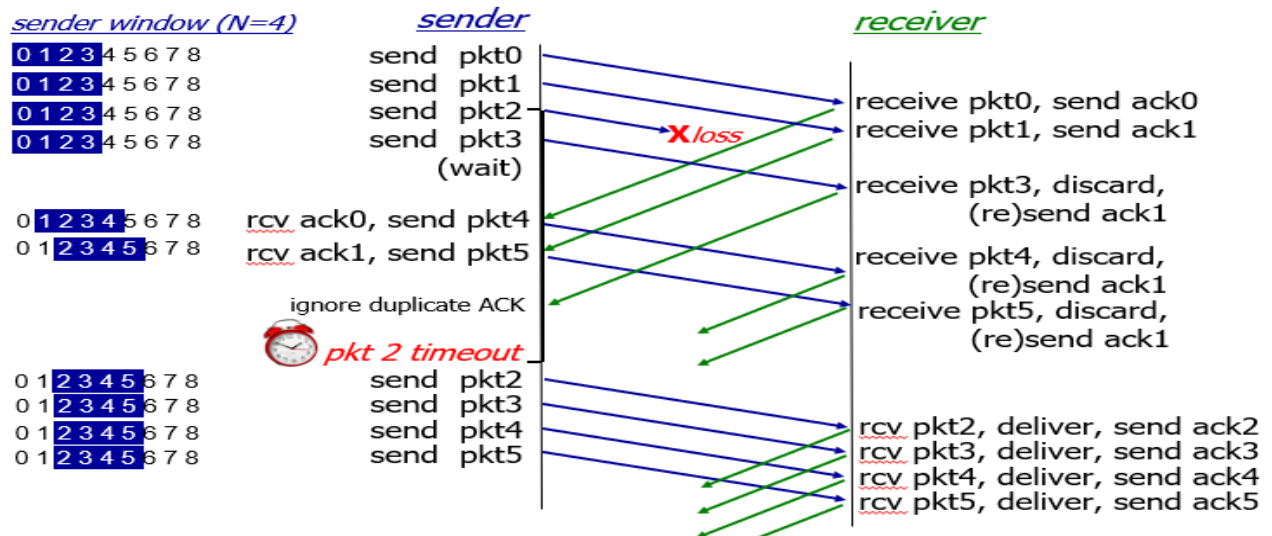 sender window (N=4)
sender
receiver
0 1 2 3 4 5 6 7 8
send pkt0
0 1 2 3 4 5 6 7 8
send pkt1
0 1 2 3 4 5 6 7 8
send pkt2
0 1 2 3 4 5 6 7 8
send pkt3
(wait)
X loss
receive pkt0, send ack0
receive pkt1, send ack1
receive pkt3, discard,
(re)send ack1
0 1 2 3 4 5 6 7 8
rcv ack0, send pkt4
0 1 2 3 4 5 6 7 8
rcv ack1, send pkt5
receive pkt4, discard,
(re)send ack1
receive pkt5, discard,
(re)send ack1
ignore duplicate ACK
pkt 2 timeout
0 1 2 3 4 5 6 7 8
send pkt2
0 1 2 3 4 5 6 7 8
send pkt3
0 1 2 3 4 5 6 7 8
send pkt4
0 1 2 3 4 5 6 7 8
send pkt5
rcv pkt2, deliver, send ack2
rcv pkt3, deliver, send ack3
rcv pkt4, deliver, send ack4
rcv pkt5, deliver, send ack5